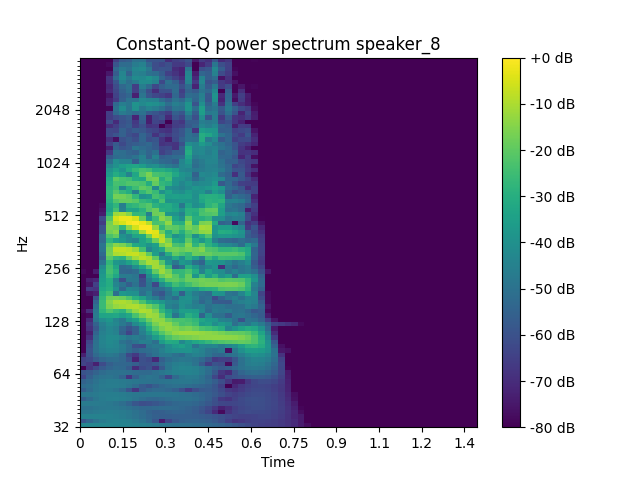 Constant-Q power spectrum speaker_8
+0 dB
-10 dB
-20 dB
-30 dB
-40 dB
-50 dB
-60 dB
-70 dB
-80 dB
Hz
2048
1024
512
256
128
64
32
0 0.15 0.3 0.45 0.6 0.75 0.9 1.1 1.2 1.4
Time